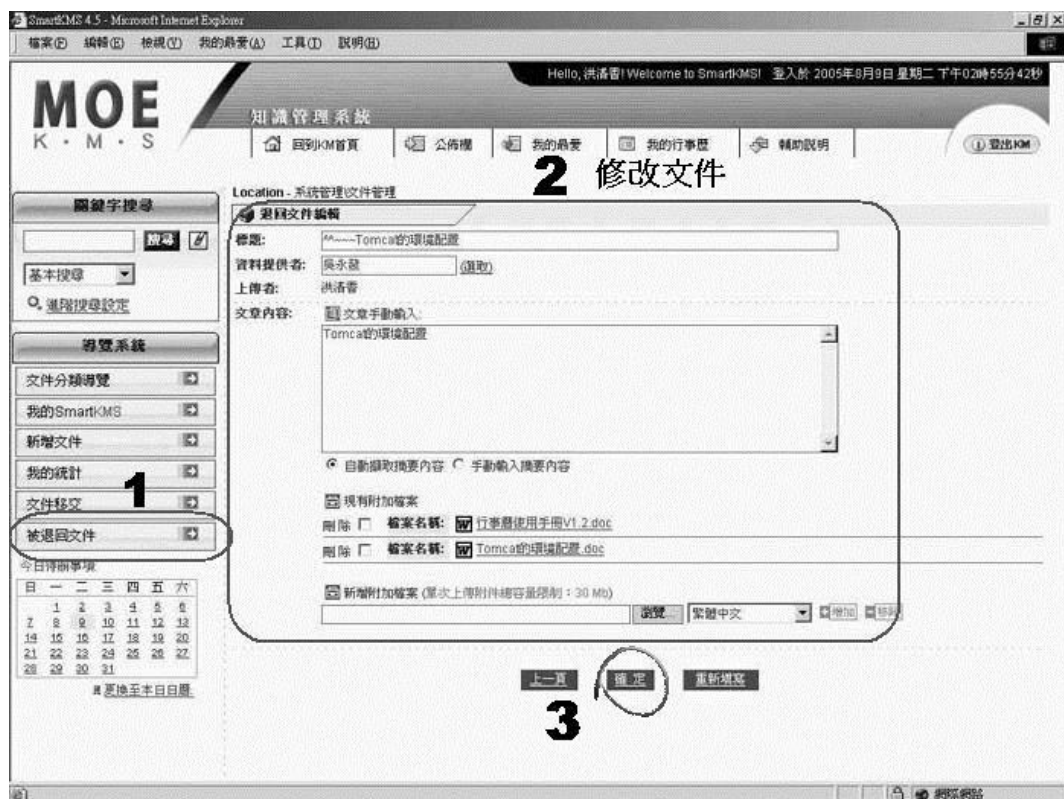 SmartKMS 4.5 - Microsoft Internet Explorer
檔案(F) 編輯(E) 檢視(V) 我的最愛(A) 工具(T) 說明(H)
Hello, 洪濡香! Welcome to SmartKMS! 登入於 2005年8月9日 星期二 下午02時55分42秒
MOE
K · M · S
知識管理系統
回到KM首頁 公佈欄 我的最愛 我的行事歷 輔助說明 登出KM
2 修改文件
Location - 系統管理\文件管理
關鍵字搜尋
搜尋
基本搜尋
進階搜尋設定
導覽系統
文件分類導覽
我的SmartKMS
新增文件
我的統計
1
文件移交
被退回文件
今日待辦事項
日 一 二 三 四 五 六
1 2 3 4 5 6
7 8 9 10 11 12 13
14 15 16 17 18 19 20
21 22 23 24 25 26 27
28 29 30 31
更換至本日日曆
退回文件編輯
標題: ^^~~~Tomcat的環境配置
資料提供者: 吳永發 (選取)
上傳者: 洪濡香
文章內容: 文章手動輸入:
Tomcat的環境配置
自動擷取摘要內容 手動輸入摘要內容
現有附加檔案
刪除 檔案名稱: 行事曆使用手冊V1.2.doc
刪除 檔案名稱: Tomcat的環境配置.doc
新增附加檔案 (單次上傳附件總容量限制：30 Mb)
瀏覽... 繁體中文 增加 移除
上一頁 確 定 重新填寫
3
網際網路